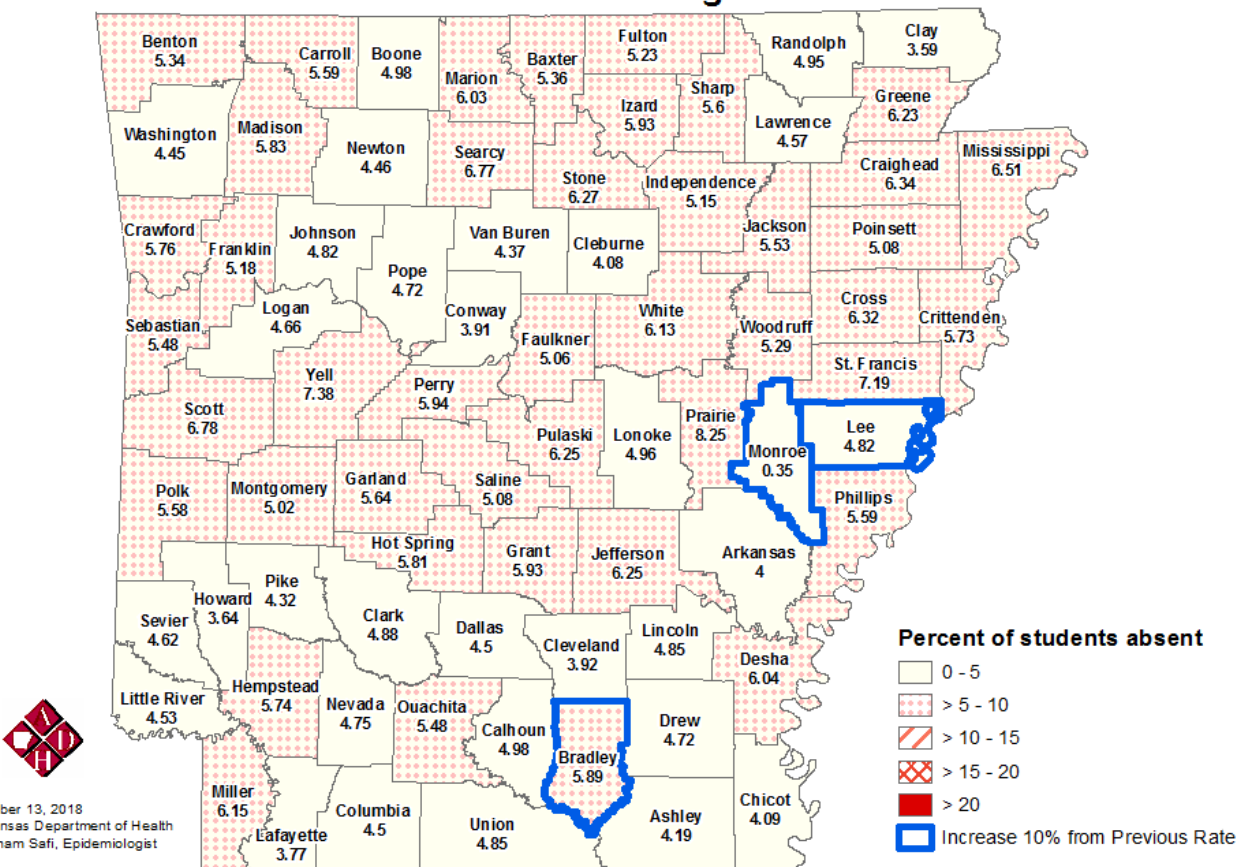 Benton
5.34
Carroll
5.59
Boone
4.98
Marion
6.03
Baxter
5.36
Fulton
5.23
Izard
5.93
Sharp
5.6
Randolph
4.95
Clay
3.59
Greene
6.23
Lawrence
4.57
Washington
4.45
Madison
5.83
Newton
4.46
Searcy
6.77
Stone
6.27
Independence
5.15
Craighead
6.34
Mississippi
6.51
Crawford
5.76
Franklin
5.18
Johnson
4.82
Pope
4.72
Van Buren
4.37
Cleburne
4.08
Jackson
5.53
Poinsett
5.08
Sebastian
5.48
Logan
4.66
Conway
3.91
Faulkner
5.06
White
6.13
Woodruff
5.29
Cross
6.32
Crittenden
5.73
St. Francis
7.19
Scott
6.78
Yell
7.38
Perry
5.94
Pulaski
6.25
Lonoke
4.96
Prairie
8.25
Monroe
0.35
Lee
4.82
Polk
5.58
Montgomery
5.02
Garland
5.64
Saline
5.08
Phillips
5.59
Hot Spring
5.81
Grant
5.93
Jefferson
6.25
Arkansas
4
Sevier
4.62
Howard
3.64
Pike
4.32
Clark
4.88
Dallas
4.5
Cleveland
3.92
Lincoln
4.85
Desha
6.04
Little River
4.53
Hempstead
5.74
Nevada
4.75
Ouachita
5.48
Calhoun
4.98
Bradley
5.89
Drew
4.72
Miller
6.15
Lafayette
3.77
Columbia
4.5
Union
4.85
Ashley
4.19
Chicot
4.09
Percent of students absent
0 - 5
> 5 - 10
> 10 - 15
> 15 - 20
> 20
Increase 10% from Previous Rate
A
D
H
ber 13, 2018
nsas Department of Health
am Safi, Epidemiologist